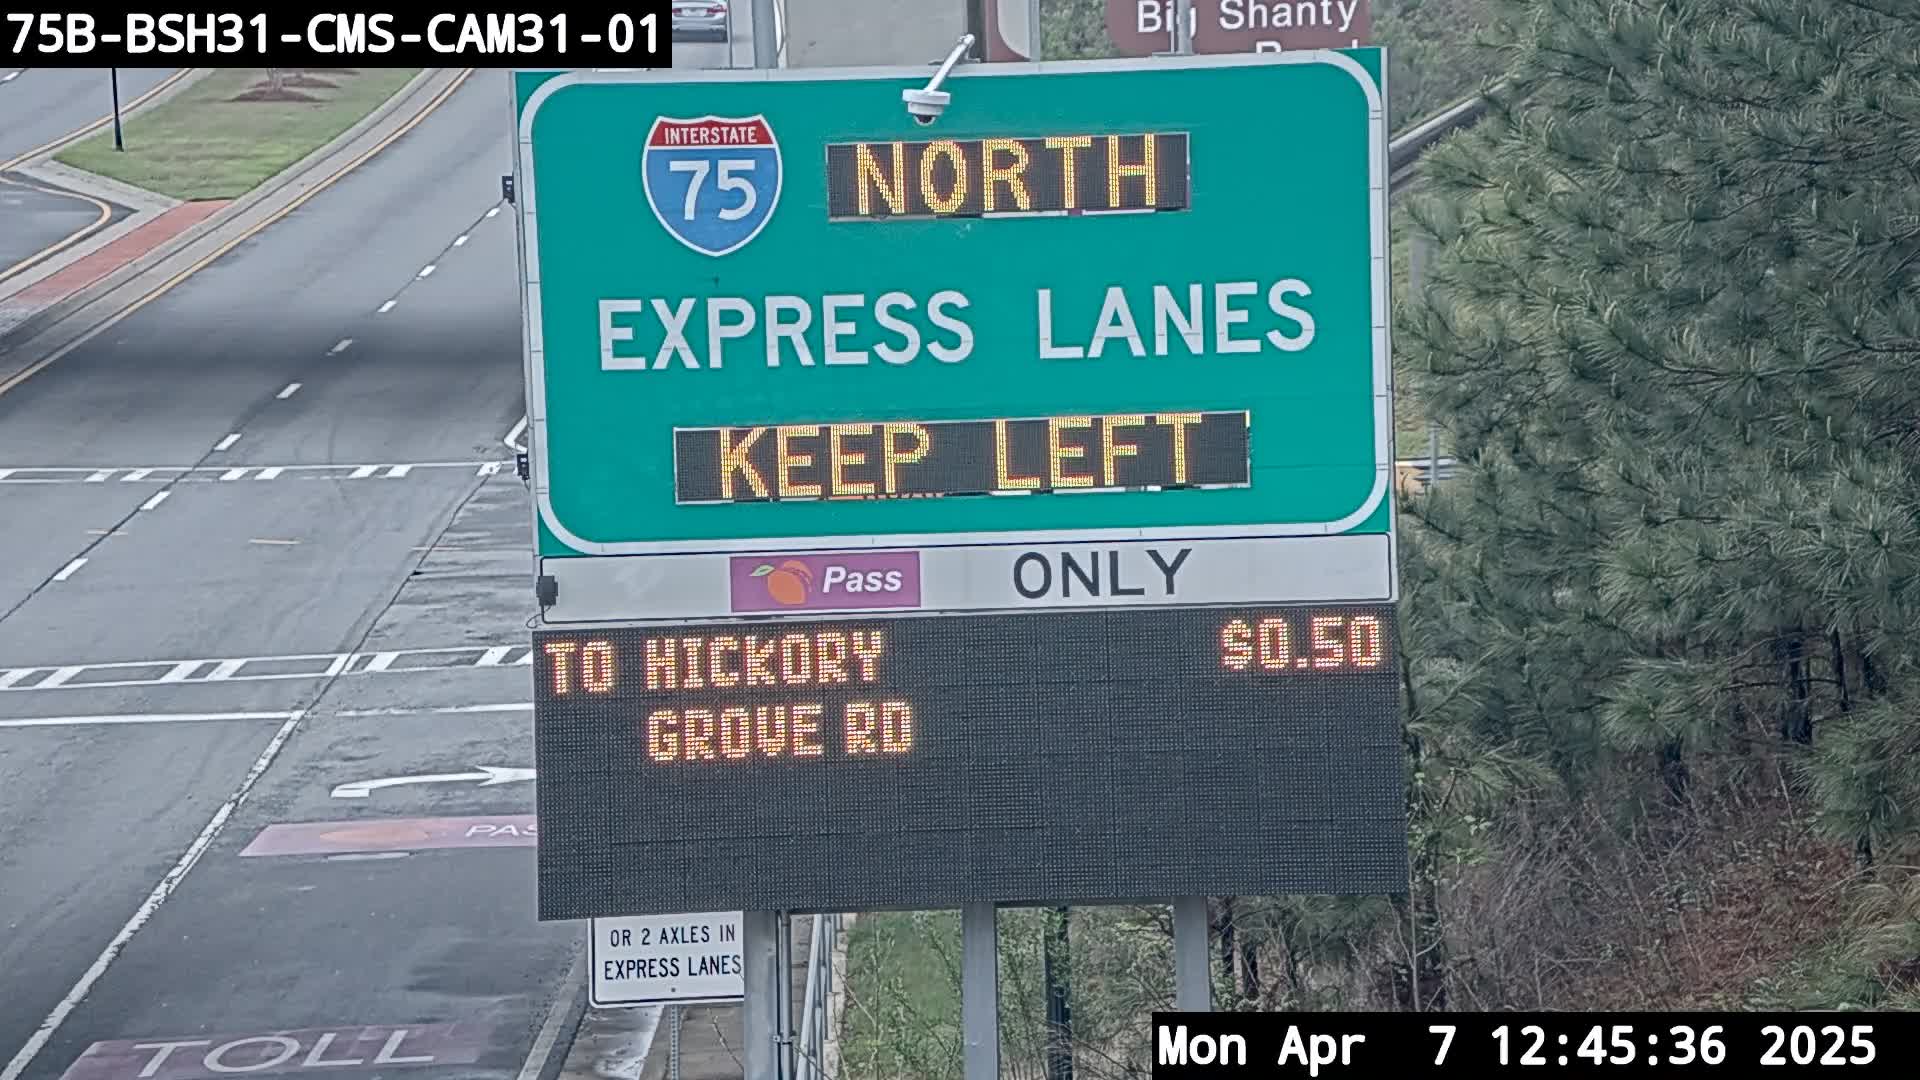 75B-BSH31-CMS-CAM31-01
Big Shanty
INTERSTATE
75
NORTH
EXPRESS LANES
KEEP LEFT
Pass ONLY
TO HICKORY $0.50
GROVE RD
OR 2 AXLES IN
EXPRESS LANES
TOLL
Mon Apr 7 12:45:36 2025